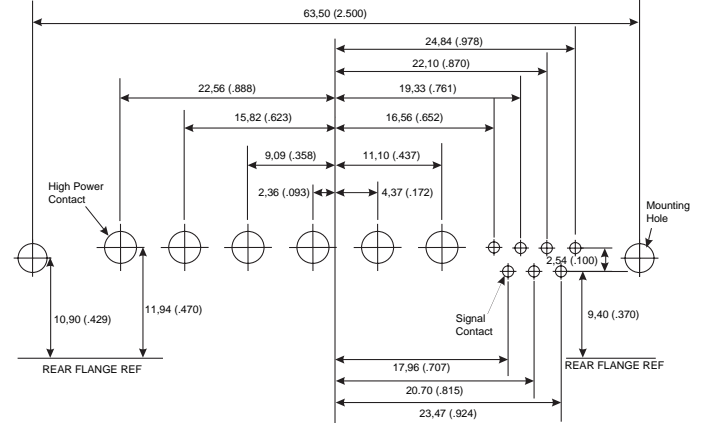 63,50 (2.500)
24,84 (.978)
22,10 (.870)
22,56 (.888)
19,33 (.761)
15,82 (.623)
16,56 (.652)
9,09 (.358)
11,10 (.437)
2,36 (.093)
4,37 (.172)
High Power
Contact
Mounting
Hole
2,54 (.100)
10,90 (.429)
11,94 (.470)
Signal
Contact
9,40 (.370)
REAR FLANGE REF
REAR FLANGE REF
17,96 (.707)
20.70 (.815)
23,47 (.924)